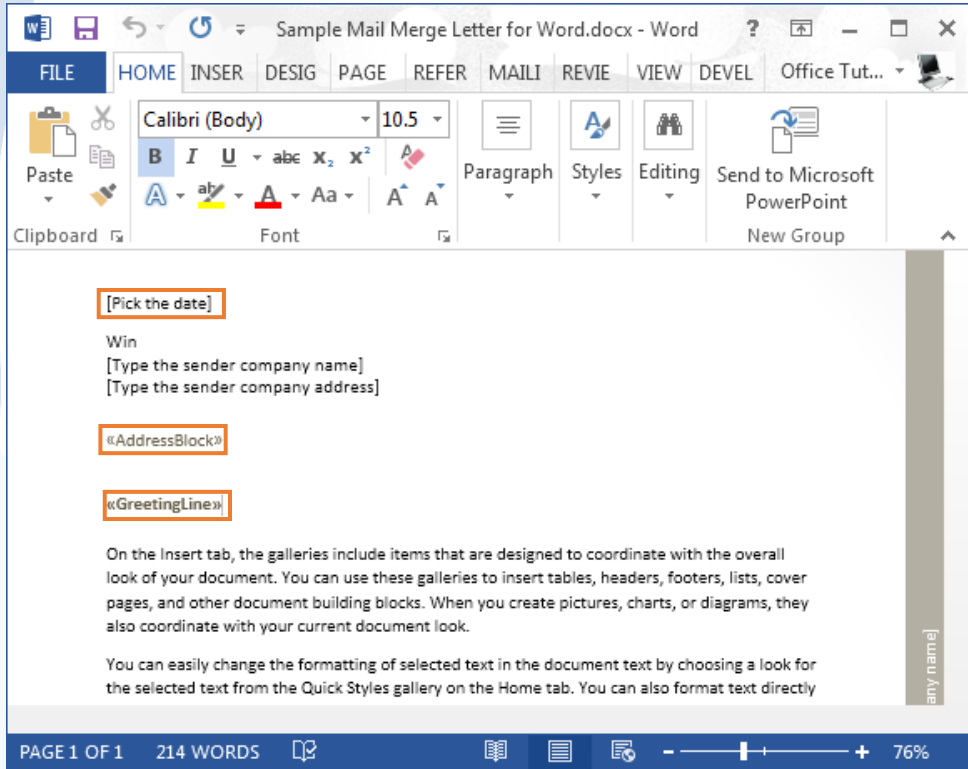 Sample Mail Merge Letter for Word.docx - Word ?
FILE HOME INSER DESIG PAGE REFER MAILI REVIE VIEW DEVEL Office Tut...
Calibri (Body) 10.5
B I U abc X₂ X²
A ab A Aa A A
Paste
Paragraph Styles Editing Send to Microsoft PowerPoint
Clipboard Font New Group
[Pick the date]
Win
[Type the sender company name]
[Type the sender company address]
«AddressBlock»
«GreetingLine»
On the Insert tab, the galleries include items that are designed to coordinate with the overall
look of your document. You can use these galleries to insert tables, headers, footers, lists, cover
pages, and other document building blocks. When you create pictures, charts, or diagrams, they
also coordinate with your current document look.
You can easily change the formatting of selected text in the document text by choosing a look for
the selected text from the Quick Styles gallery on the Home tab. You can also format text directly
any name]
PAGE 1 OF 1 214 WORDS 76%